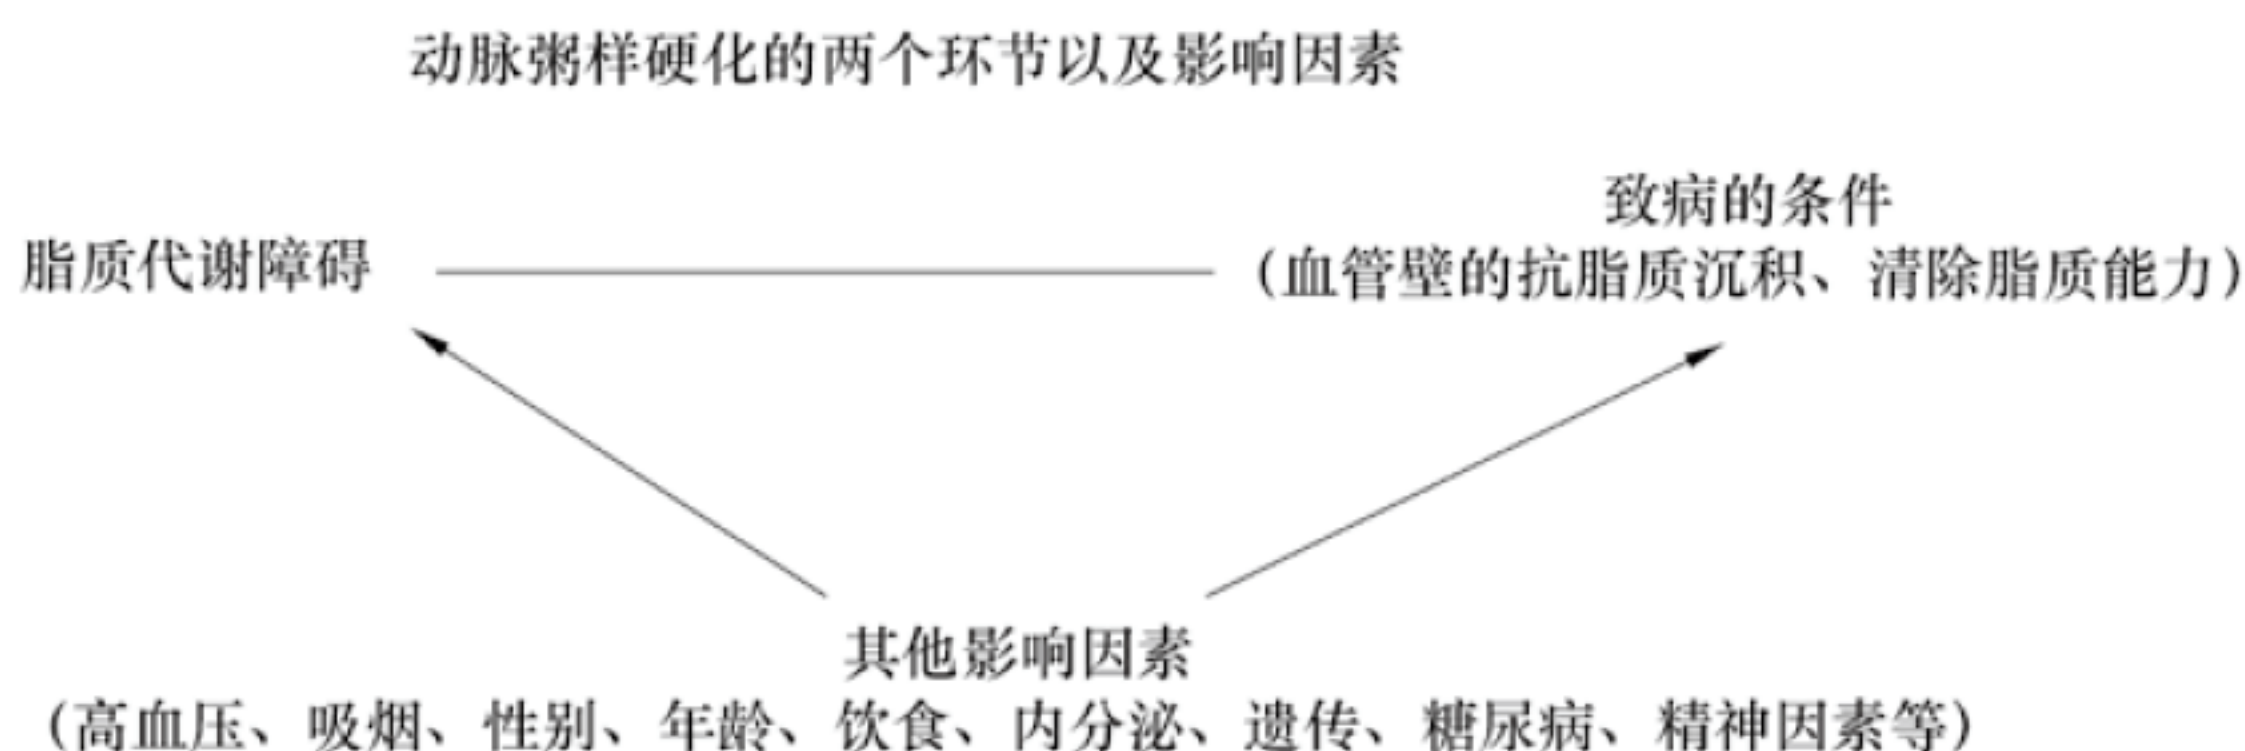 动脉粥样硬化的两个环节以及影响因素
致病的条件
脂质代谢障碍
（血管壁的抗脂质沉积、清除脂质能力）
其他影响因素
（高血压、吸烟、性别、年龄、饮食、内分泌、遗传、糖尿病、精神因素等）